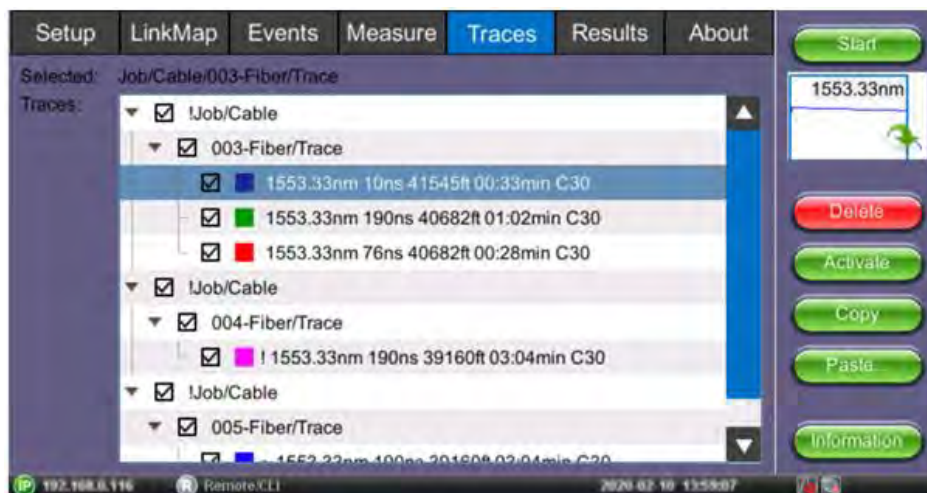 Setup LinkMap Events Measure Traces Results About
Start
Selected: Job/Cable/003-Fiber/Trace
Traces:
1553.33nm
!Job/Cable
003-Fiber/Trace
1553.33nm 10ns 41545ft 00:33min C30
1553.33nm 190ns 40682ft 01:02min C30
1553.33nm 76ns 40682ft 00:28min C30
!Job/Cable
004-Fiber/Trace
! 1553.33nm 190ns 39160ft 03:04min C30
!Job/Cable
005-Fiber/Trace
Delete
Activate
Copy
Paste...
Information
IP 192.168.0.116 R Remote/CLI 2020-02-10 13:59:07